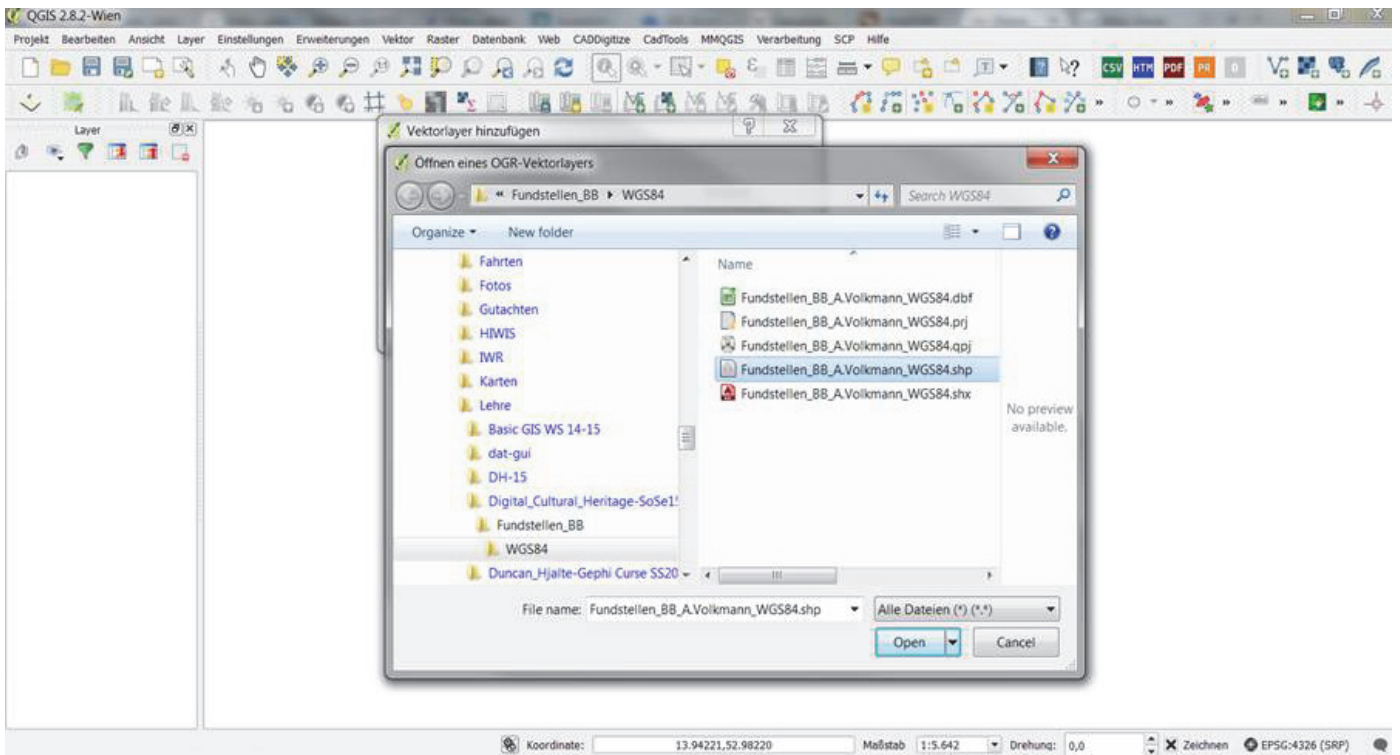 QGIS 2.8.2-Wien
Projekt Bearbeiten Ansicht Layer Einstellungen Erweiterungen Vektor Raster Datenbank Web CADDigitize CadTools MMQGIS Verarbeitung SCP Hilfe
CSV HTM PDF PR
Layer
Vektorlayer hinzufügen
Öffnen eines OGR-Vektorlayers
« Fundstellen_BB ▸ WGS84
Search WGS84
Organize
New folder
Fahrten
Fotos
Gutachten
HIWIS
IWR
Karten
Lehre
Basic GIS WS 14-15
dat-gui
DH-15
Digital_Cultural_Heritage-SoSe1
Fundstellen_BB
WGS84
Duncan_Hjalte-Gephi Curse SS20
Name
Fundstellen_BB_A.Volkmann_WGS84.dbf
Fundstellen_BB_A.Volkmann_WGS84.prj
Fundstellen_BB_A.Volkmann_WGS84.qpj
Fundstellen_BB_A.Volkmann_WGS84.shp
Fundstellen_BB_A.Volkmann_WGS84.shx
No preview
available.
File name: Fundstellen_BB_A.Volkmann_WGS84.shp
Alle Dateien (*) (*.*)
Open
Cancel
Koordinate: 13.94221,52.98220 Maßstab 1:5.642 Drehung: 0,0 Zeichnen EPSG:4326 (SRP)